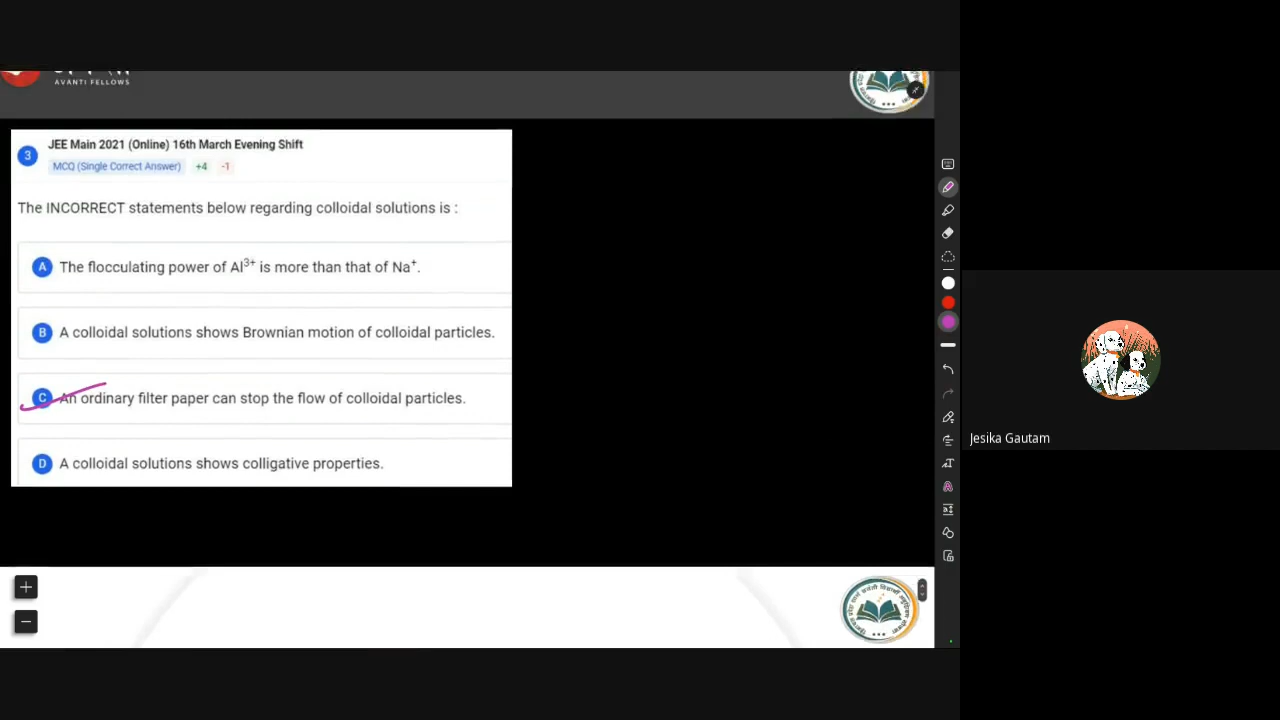 AVANTI FELLOWS
3
JEE Main 2021 (Online) 16th March Evening Shift
MCQ (Single Correct Answer) +4 -1
The INCORRECT statements below regarding colloidal solutions is :
A The flocculating power of Al³⁺ is more than that of Na⁺.
B A colloidal solutions shows Brownian motion of colloidal particles.
C An ordinary filter paper can stop the flow of colloidal particles.
D A colloidal solutions shows colligative properties.
Jesika Gautam